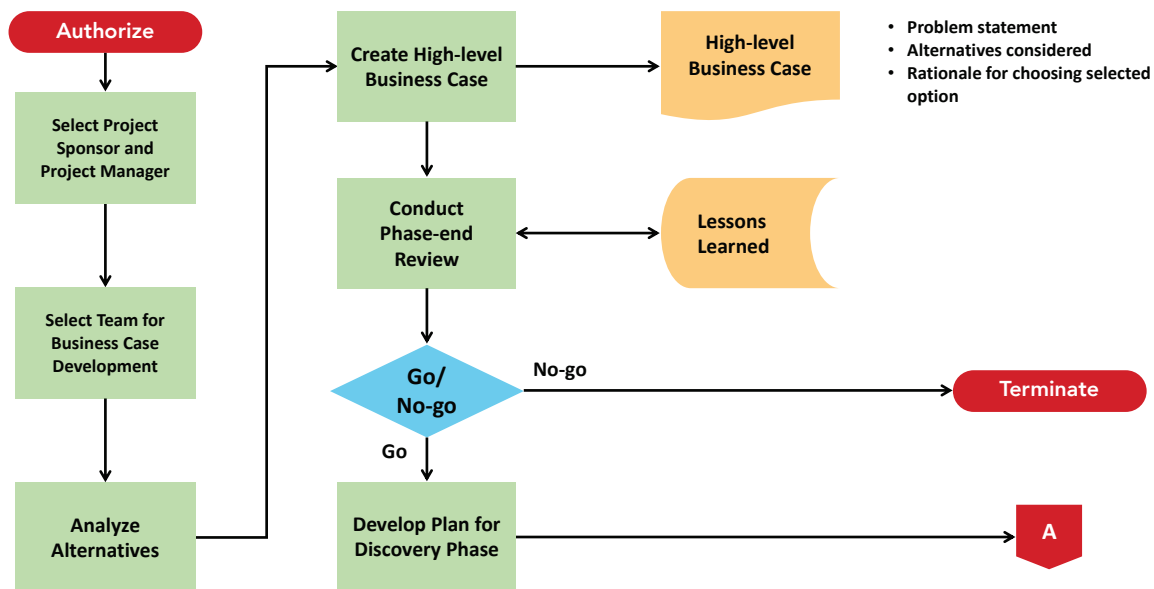 Authorize
Select Project
Sponsor and
Project Manager
Select Team for
Business Case
Development
Analyze
Alternatives
Create High-level
Business Case
High-level
Business Case
• Problem statement
• Alternatives considered
• Rationale for choosing selected
option
Conduct
Phase-end
Review
Lessons
Learned
Go/
No-go
No-go
Terminate
Go
Develop Plan for
Discovery Phase
A